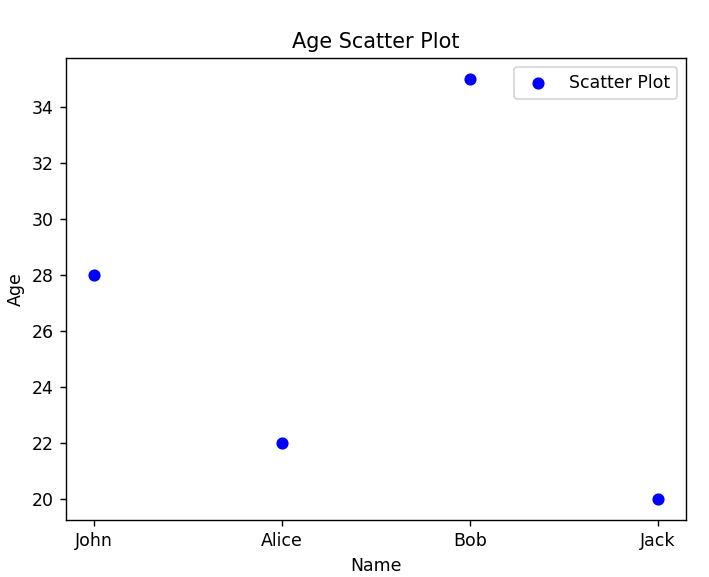 Age Scatter Plot
Scatter Plot
34
32
30
28
26
24
22
20
Age
John Alice Bob Jack
Name